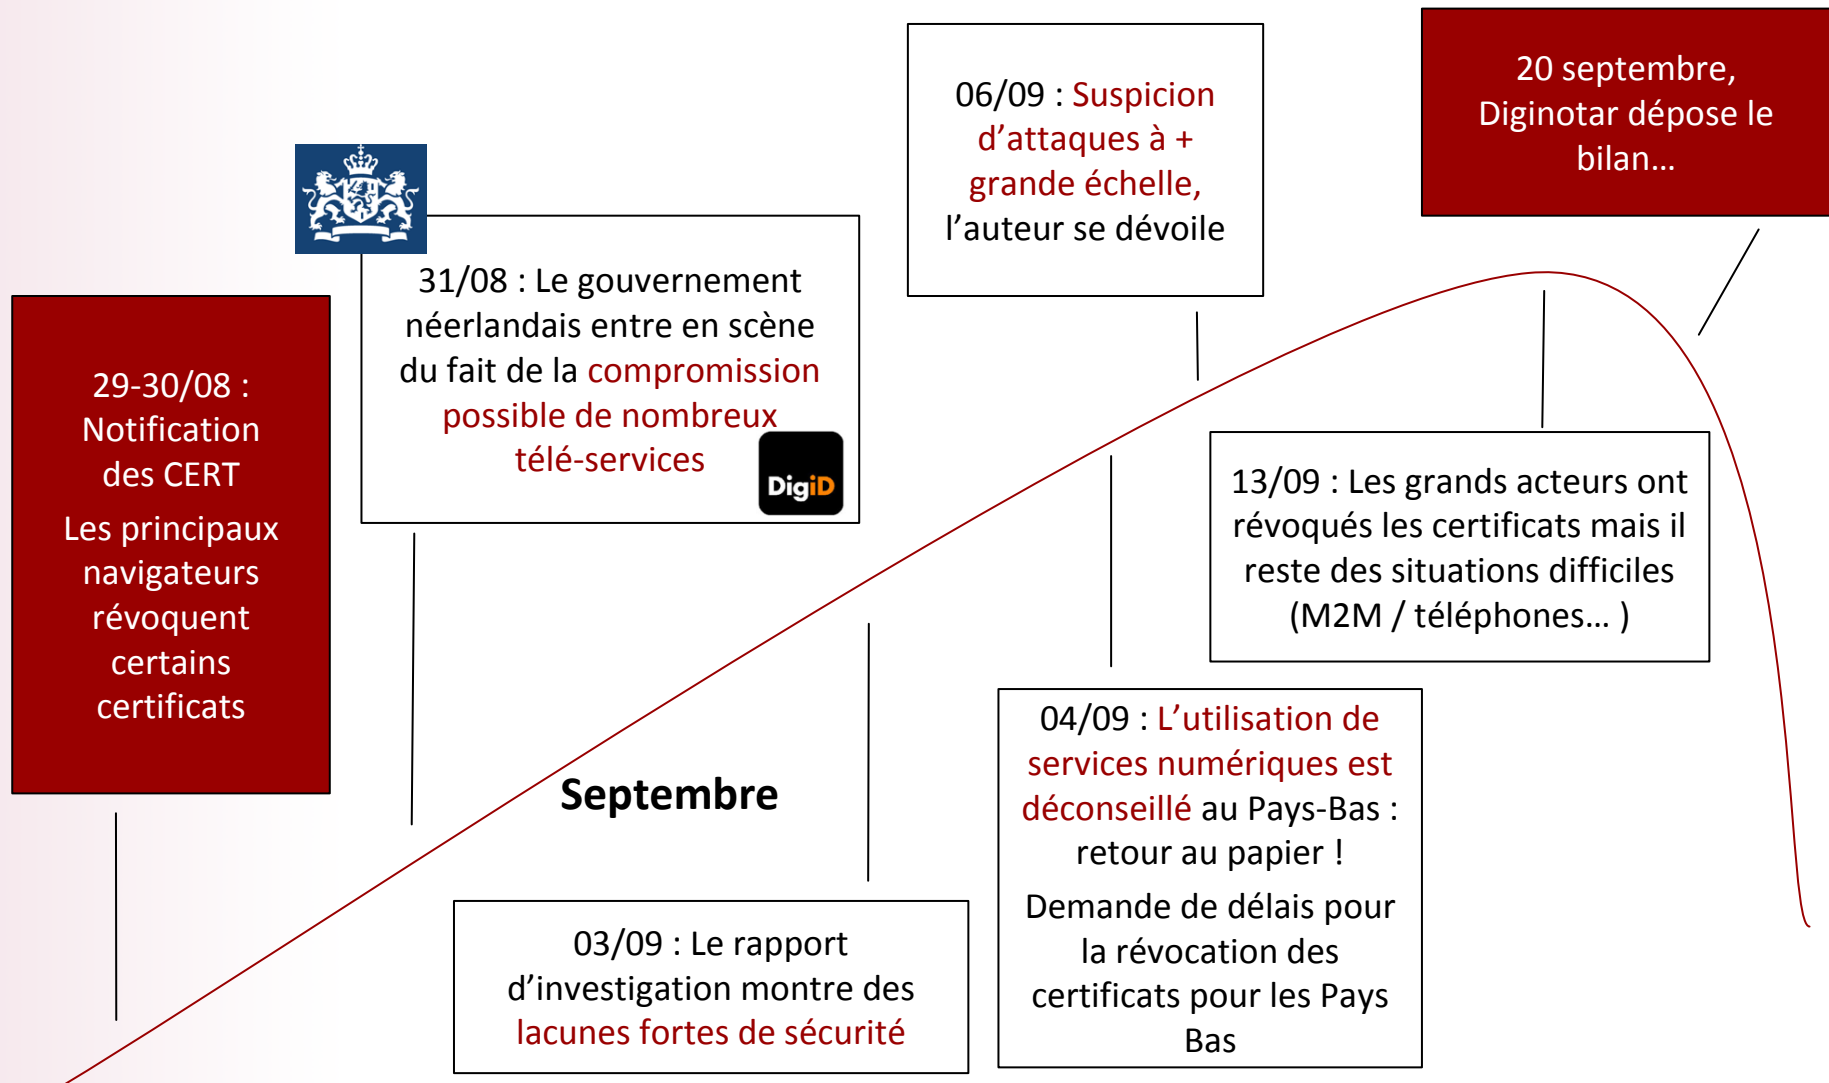 29-30/08 :
Notification
des CERT
Les principaux
navigateurs
révoquent
certains
certificats
31/08 : Le gouvernement
néerlandais entre en scène
du fait de la compromission
possible de nombreux
télé-services
DigiD
Septembre
03/09 : Le rapport
d’investigation montre des
lacunes fortes de sécurité
04/09 : L’utilisation de
services numériques est
déconseillé au Pays-Bas :
retour au papier !
Demande de délais pour
la révocation des
certificats pour les Pays
Bas
06/09 : Suspicion
d’attaques à +
grande échelle,
l’auteur se dévoile
13/09 : Les grands acteurs ont
révoqués les certificats mais il
reste des situations difficiles
(M2M / téléphones… )
20 septembre,
Diginotar dépose le
bilan…